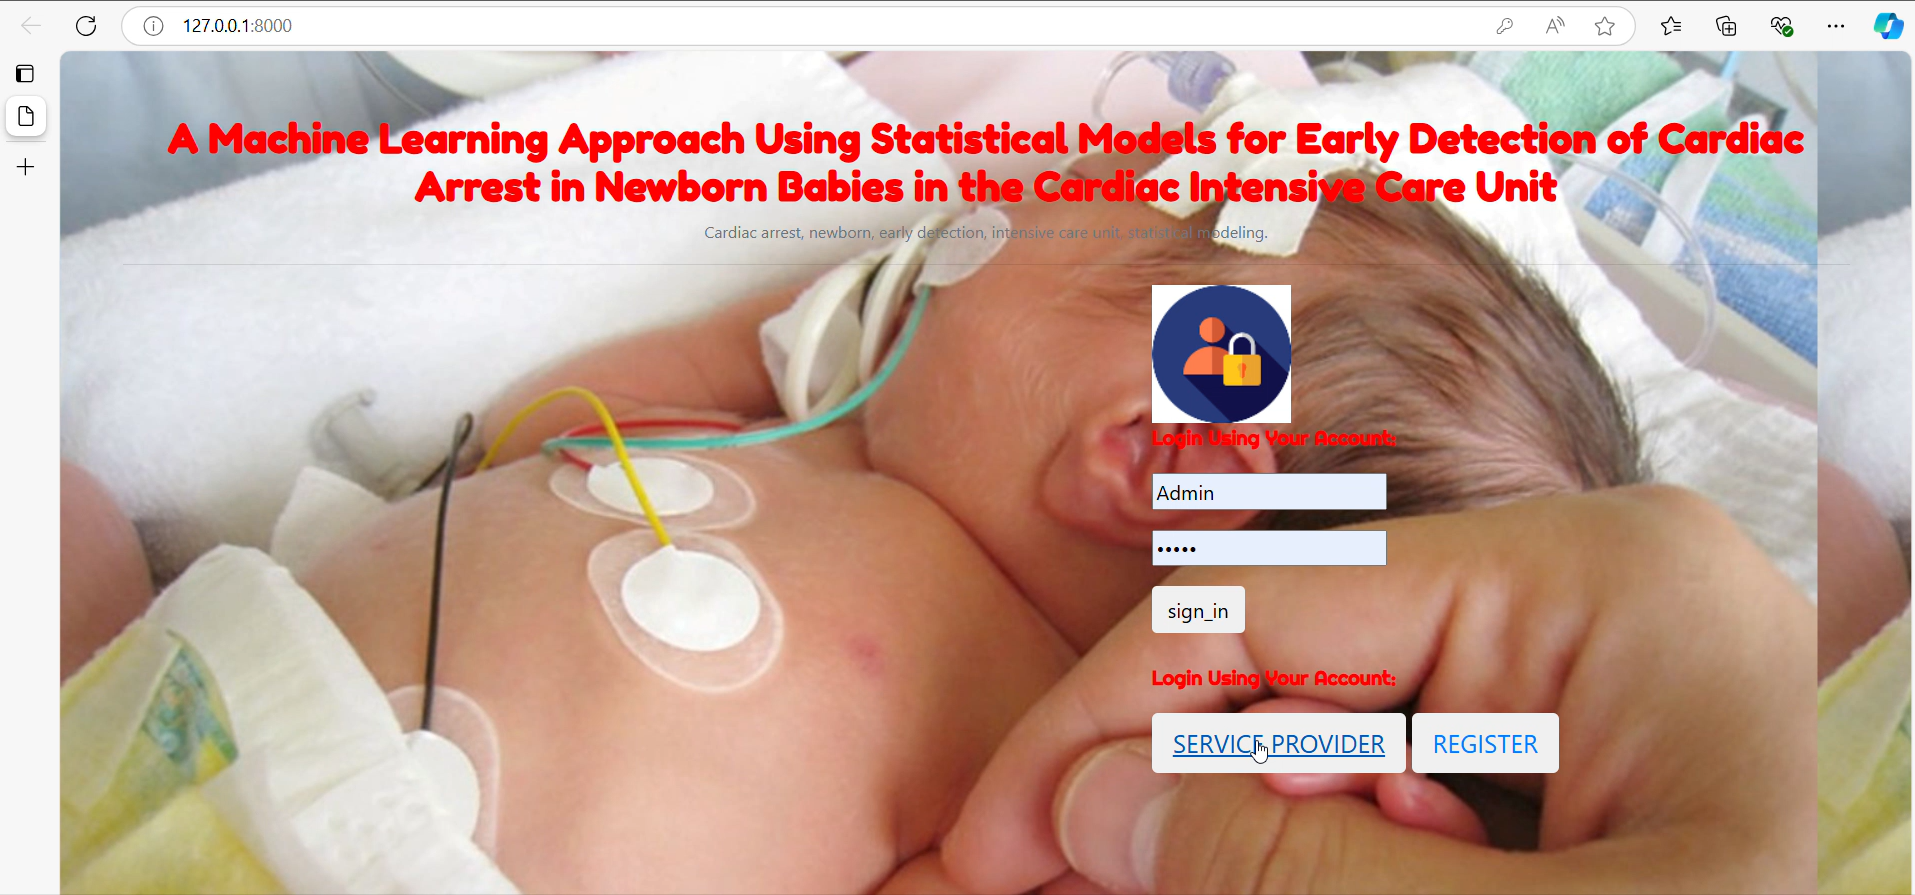 127.0.0.1:8000
A Machine Learning Approach Using Statistical Models for Early Detection of Cardiac
Arrest in Newborn Babies in the Cardiac Intensive Care Unit
Cardiac arrest, newborn, early detection, intensive care unit, statistical modeling.
Login Using Your Account:
Admin
•••••
sign_in
Login Using Your Account:
SERVICE PROVIDER REGISTER